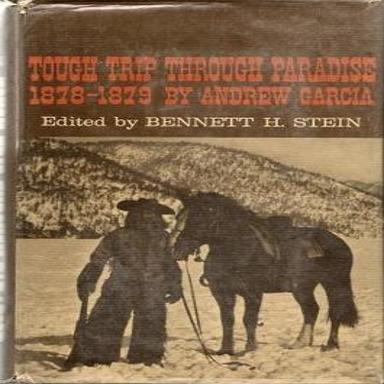 TOUGH TRIP THROUGH PARADISE
1878-1879 BY ANDREW GARCIA
Edited by BENNETT H. STEIN